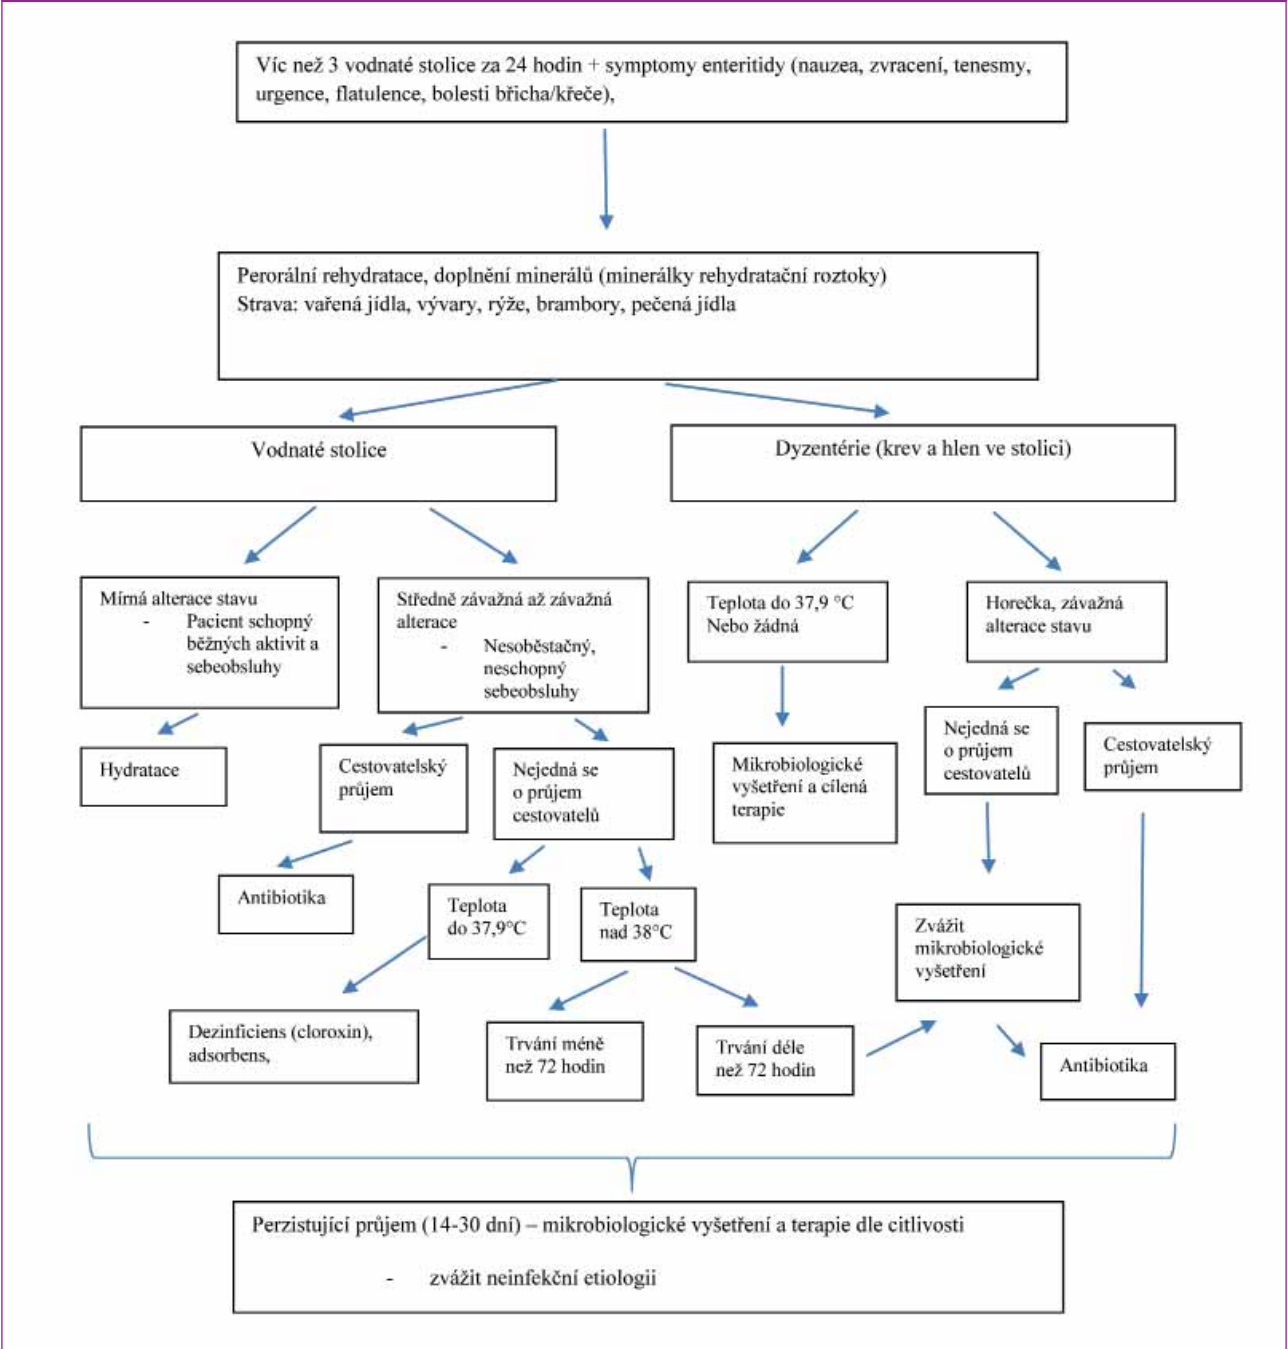 Víc než 3 vodnaté stolice za 24 hodin + symptomy enteritidy (nauzea, zvracení, tenesmy,
urgence, flatulence, bolesti břicha/křeče),
Perorální rehydratace, doplnění minerálů (minerálky rehydratační roztoky)
Strava: vařená jídla, vývary, rýže, brambory, pečená jídla
Vodnaté stolice
Dyzentérie (krev a hlen ve stolici)
Mírná alterace stavu
- Pacient schopný
běžných aktivit a
sebeobsluhy
Středně závažná až závažná
alterace
- Nesoběstačný,
neschopný
sebeobsluhy
Teplota do 37,9 °C
Nebo žádná
Horečka, závažná
alterace stavu
Hydratace
Cestovatelský
průjem
Nejedná se
o průjem
cestovatelů
Mikrobiologické
vyšetření a cílená
terapie
Nejedná se
o průjem
cestovatelů
Cestovatelský
průjem
Antibiotika
Teplota
do 37,9°C
Teplota
nad 38°C
Zvážit
mikrobiologické
vyšetření
Dezinficiens (cloroxin),
adsorbens,
Trvání méně
než 72 hodin
Trvání déle
než 72 hodin
Antibiotika
Perzistující průjem (14-30 dní) – mikrobiologické vyšetření a terapie dle citlivosti
- zvážit neinfekční etiologii